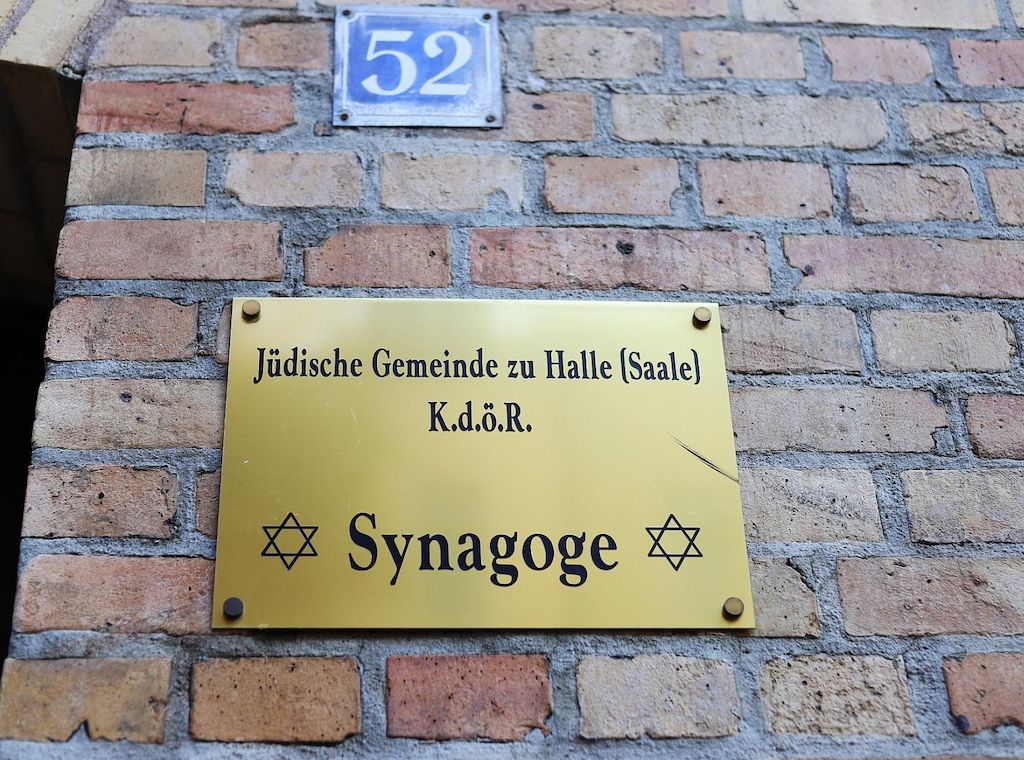 52
Jüdische Gemeinde zu Halle (Saale)
K.d.ö.R.
Synagoge